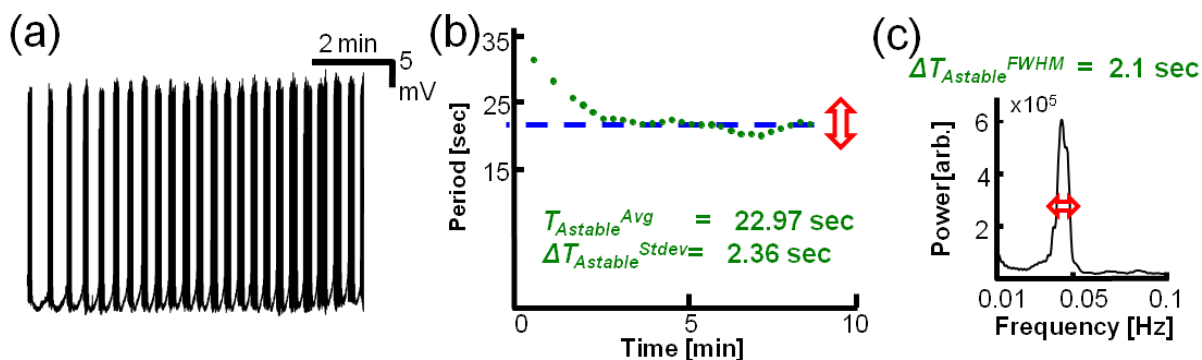 (a)
2 min
5
mV
(b)
35
25
15
Period [sec]
T_Astable^Avg = 22.97 sec
ΔT_Astable^Stdev = 2.36 sec
0
5
10
Time [min]
(c)
ΔT_Astable^FWHM = 2.1 sec
x10⁵
6
4
2
Power[arb.]
0.01
0.05
0.1
Frequency [Hz]